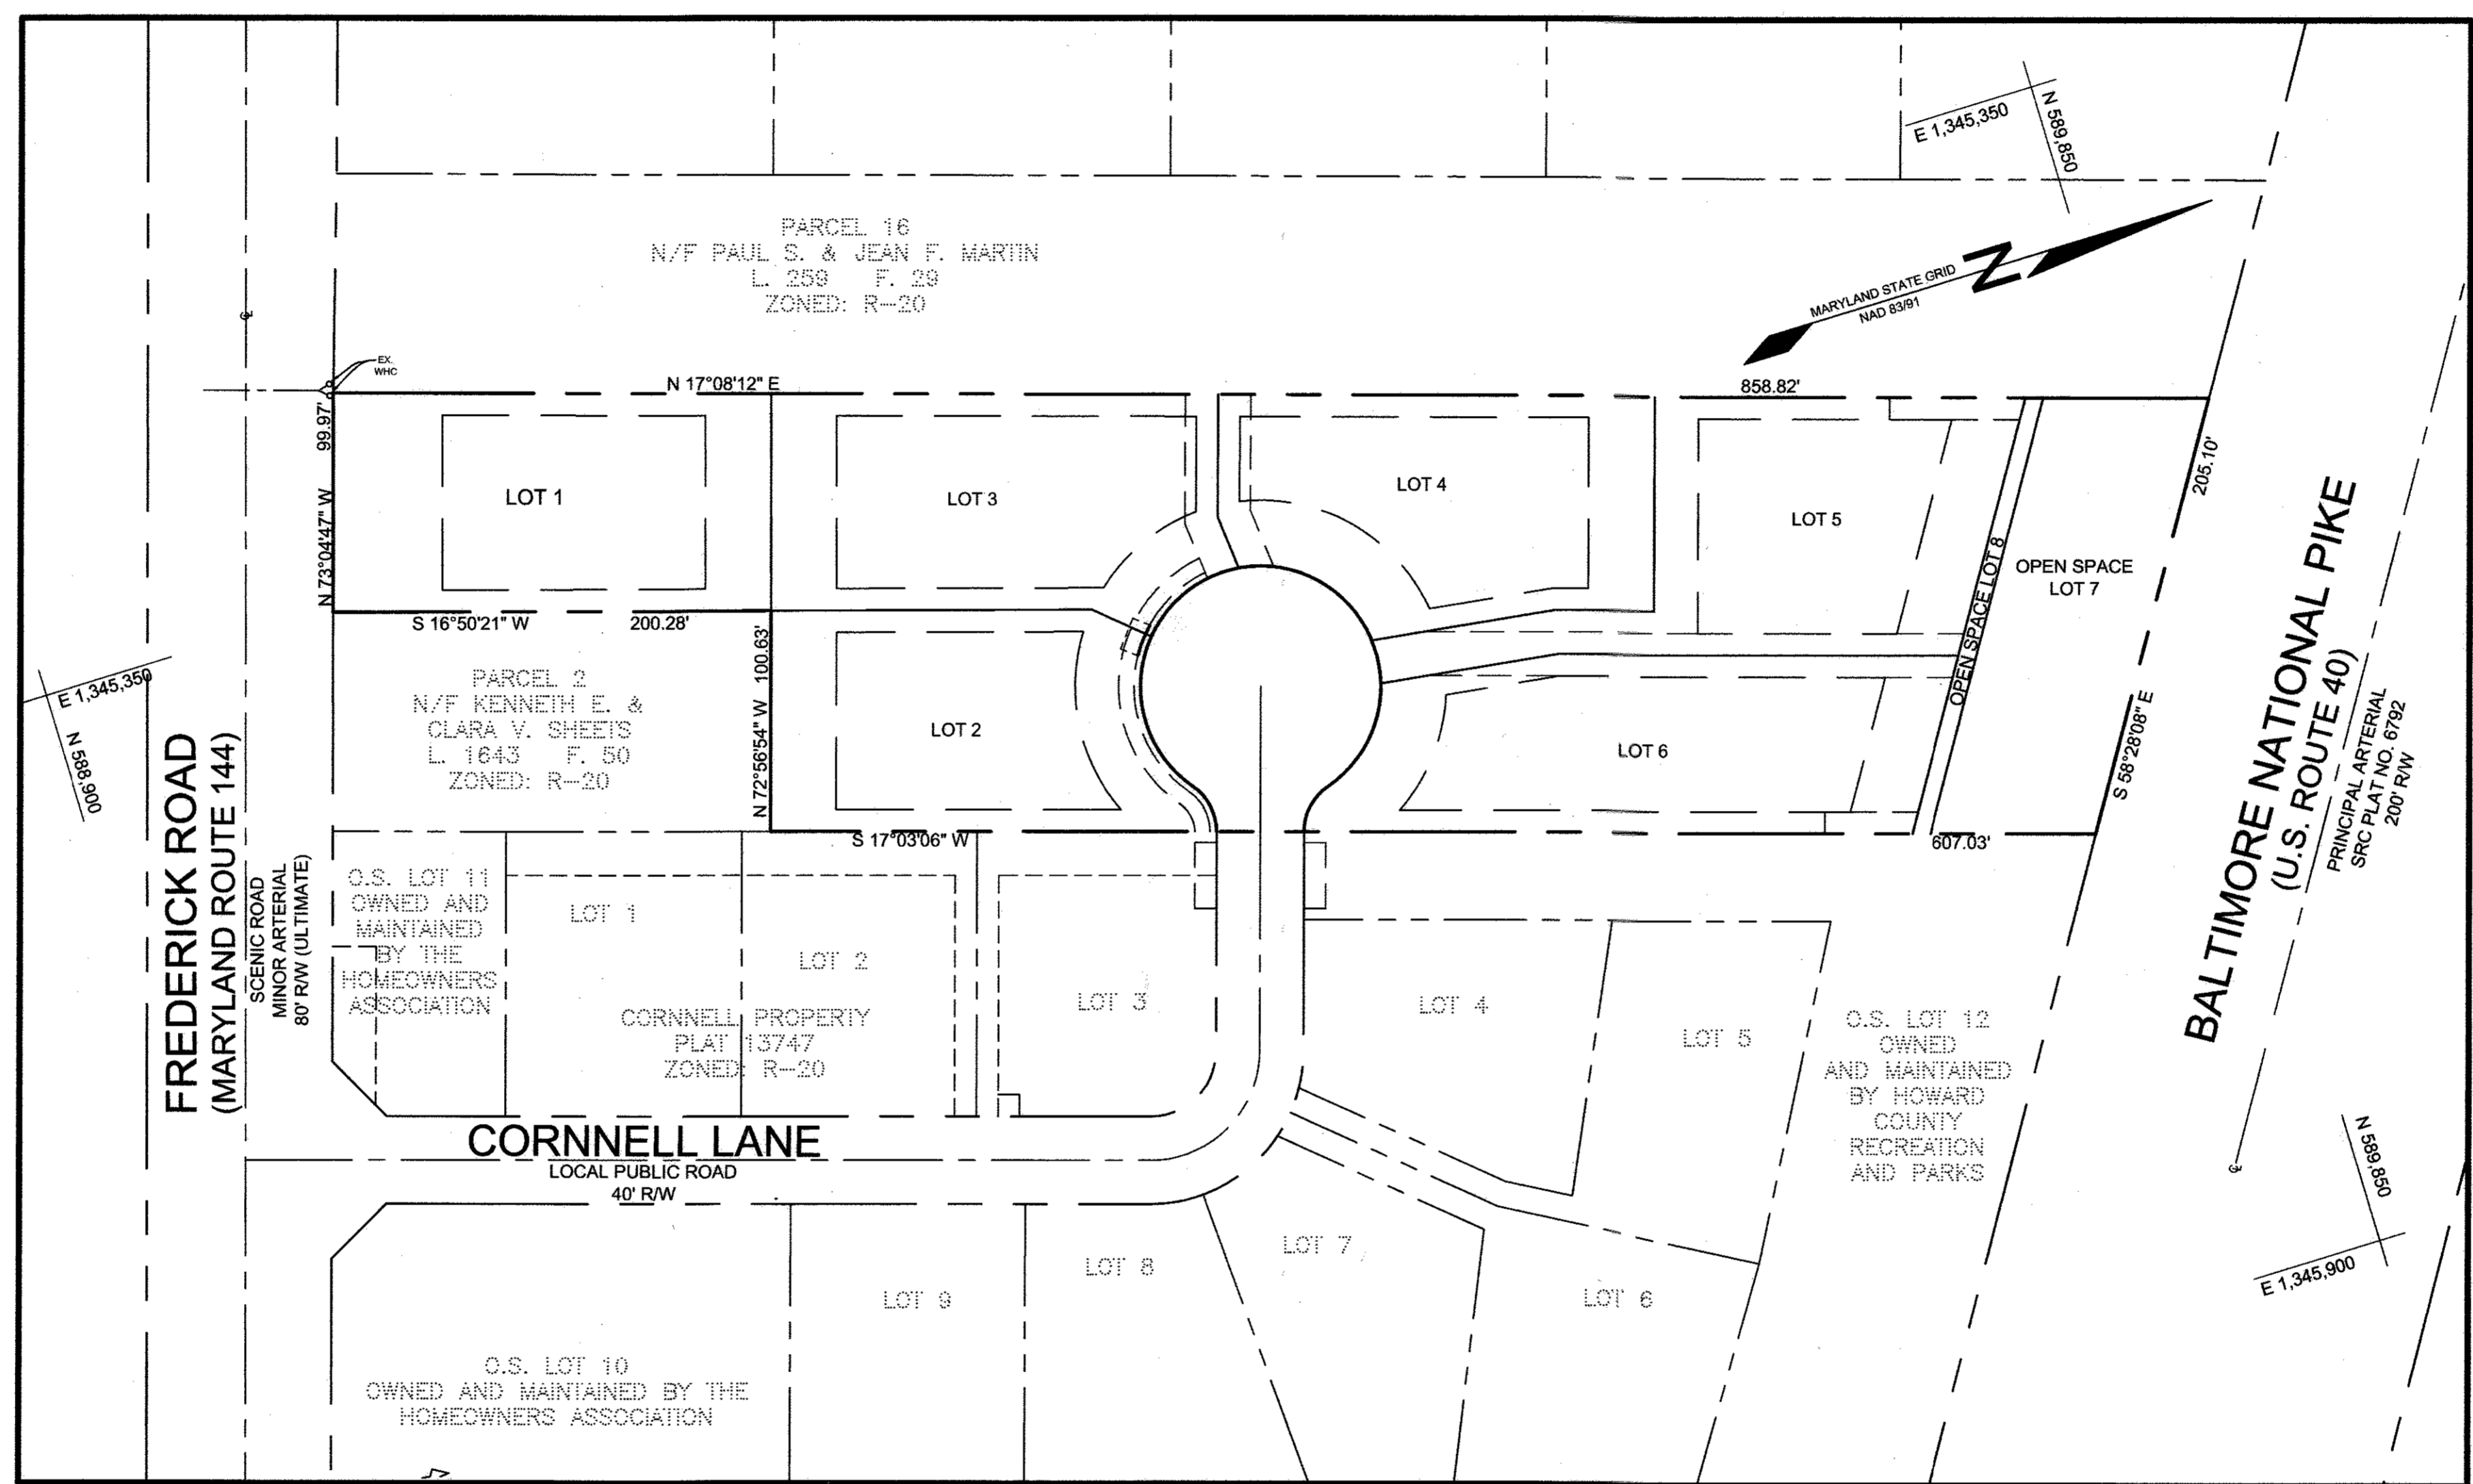 E 1,345,350
N 589,850
PARCEL 16
N/F PAUL S. & JEAN F. MARTIN
L. 259 F. 29
ZONED: R-20
MARYLAND STATE GRID
NAD 83/91
N
EX.
WHC
N 17°08'12" E
858.82'
99.97'
N 73°04'47" W
LOT 1
LOT 3
LOT 4
LOT 5
OPEN SPACE LOT 8
OPEN SPACE
LOT 7
205.10'
S 58°28'08" E
S 16°50'21" W
200.28'
N 72°56'54" W 100.63'
LOT 2
LOT 6
S 17°03'06" W
607.03'
E 1,345,350
N 588,900
PARCEL 2
N/F KENNETH E. &
CLARA V. SHEETS
L. 1643 F. 50
ZONED: R-20
FREDERICK ROAD
(MARYLAND ROUTE 144)
SCENIC ROAD
MINOR ARTERIAL
80' R/W (ULTIMATE)
BALTIMORE NATIONAL PIKE
(U.S. ROUTE 40)
PRINCIPAL ARTERIAL
SRC PLAT NO. 6792
200' R/W
O.S. LOT 11
OWNED AND
MAINTAINED
BY THE
HOMEOWNERS
ASSOCIATION
LOT 1
LOT 2
LOT 3
CORNNELL PROPERTY
PLAT 13747
ZONED: R-20
LOT 4
LOT 5
O.S. LOT 12
OWNED
AND MAINTAINED
BY HOWARD
COUNTY
RECREATION
AND PARKS
CORNNELL LANE
LOCAL PUBLIC ROAD
40' R/W
N 589,850
E 1,345,900
LOT 9
LOT 8
LOT 7
LOT 6
O.S. LOT 10
OWNED AND MAINTAINED BY THE
HOMEOWNERS ASSOCIATION